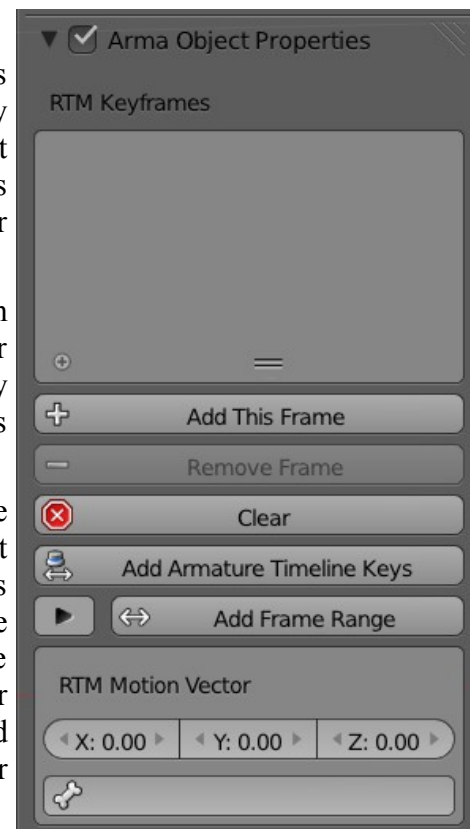 Arma Object Properties
RTM Keyframes
Add This Frame
Remove Frame
Clear
Add Armature Timeline Keys
Add Frame Range
RTM Motion Vector
X: 0.00 Y: 0.00 Z: 0.00